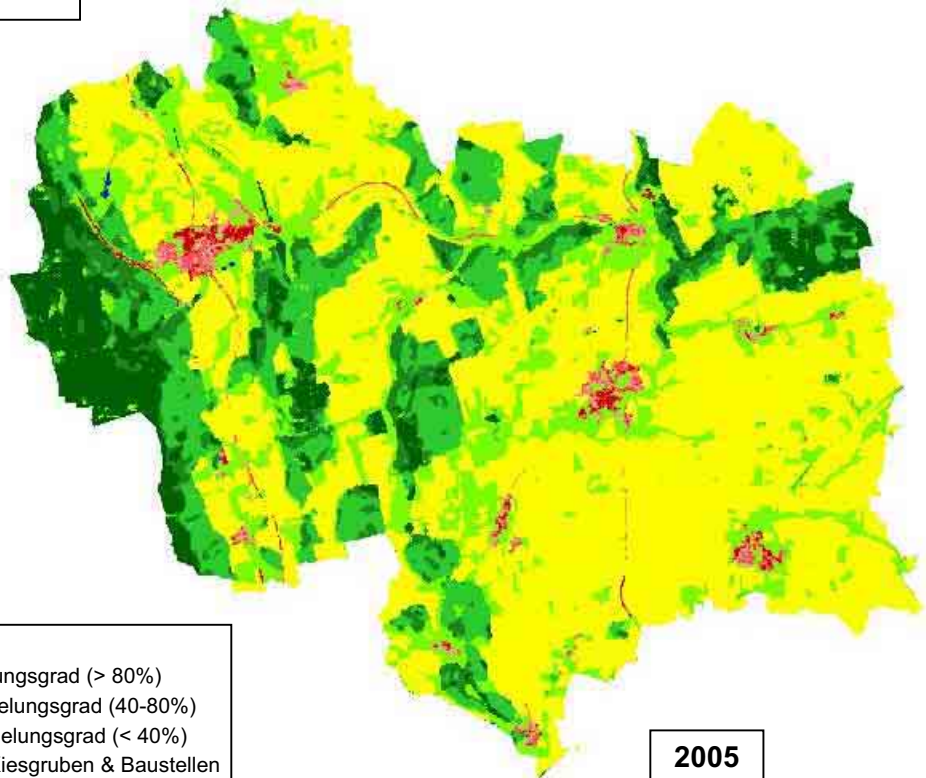 ungsgrad (> 80%)
elungsgrad (40-80%)
elungsgrad (< 40%)
iesgruben & Baustellen
2005